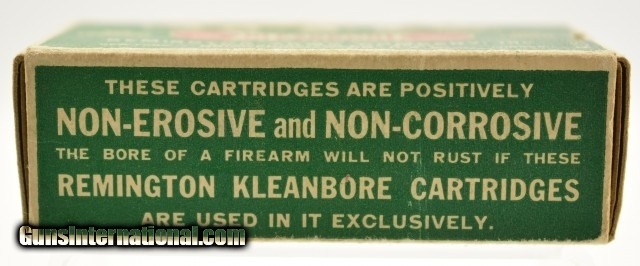 THESE CARTRIDGES ARE POSITIVELY
NON-EROSIVE and NON-CORROSIVE
THE BORE OF A FIREARM WILL NOT RUST IF THESE
REMINGTON KLEANBORE CARTRIDGES
ARE USED IN IT EXCLUSIVELY.
GunsInternational.com